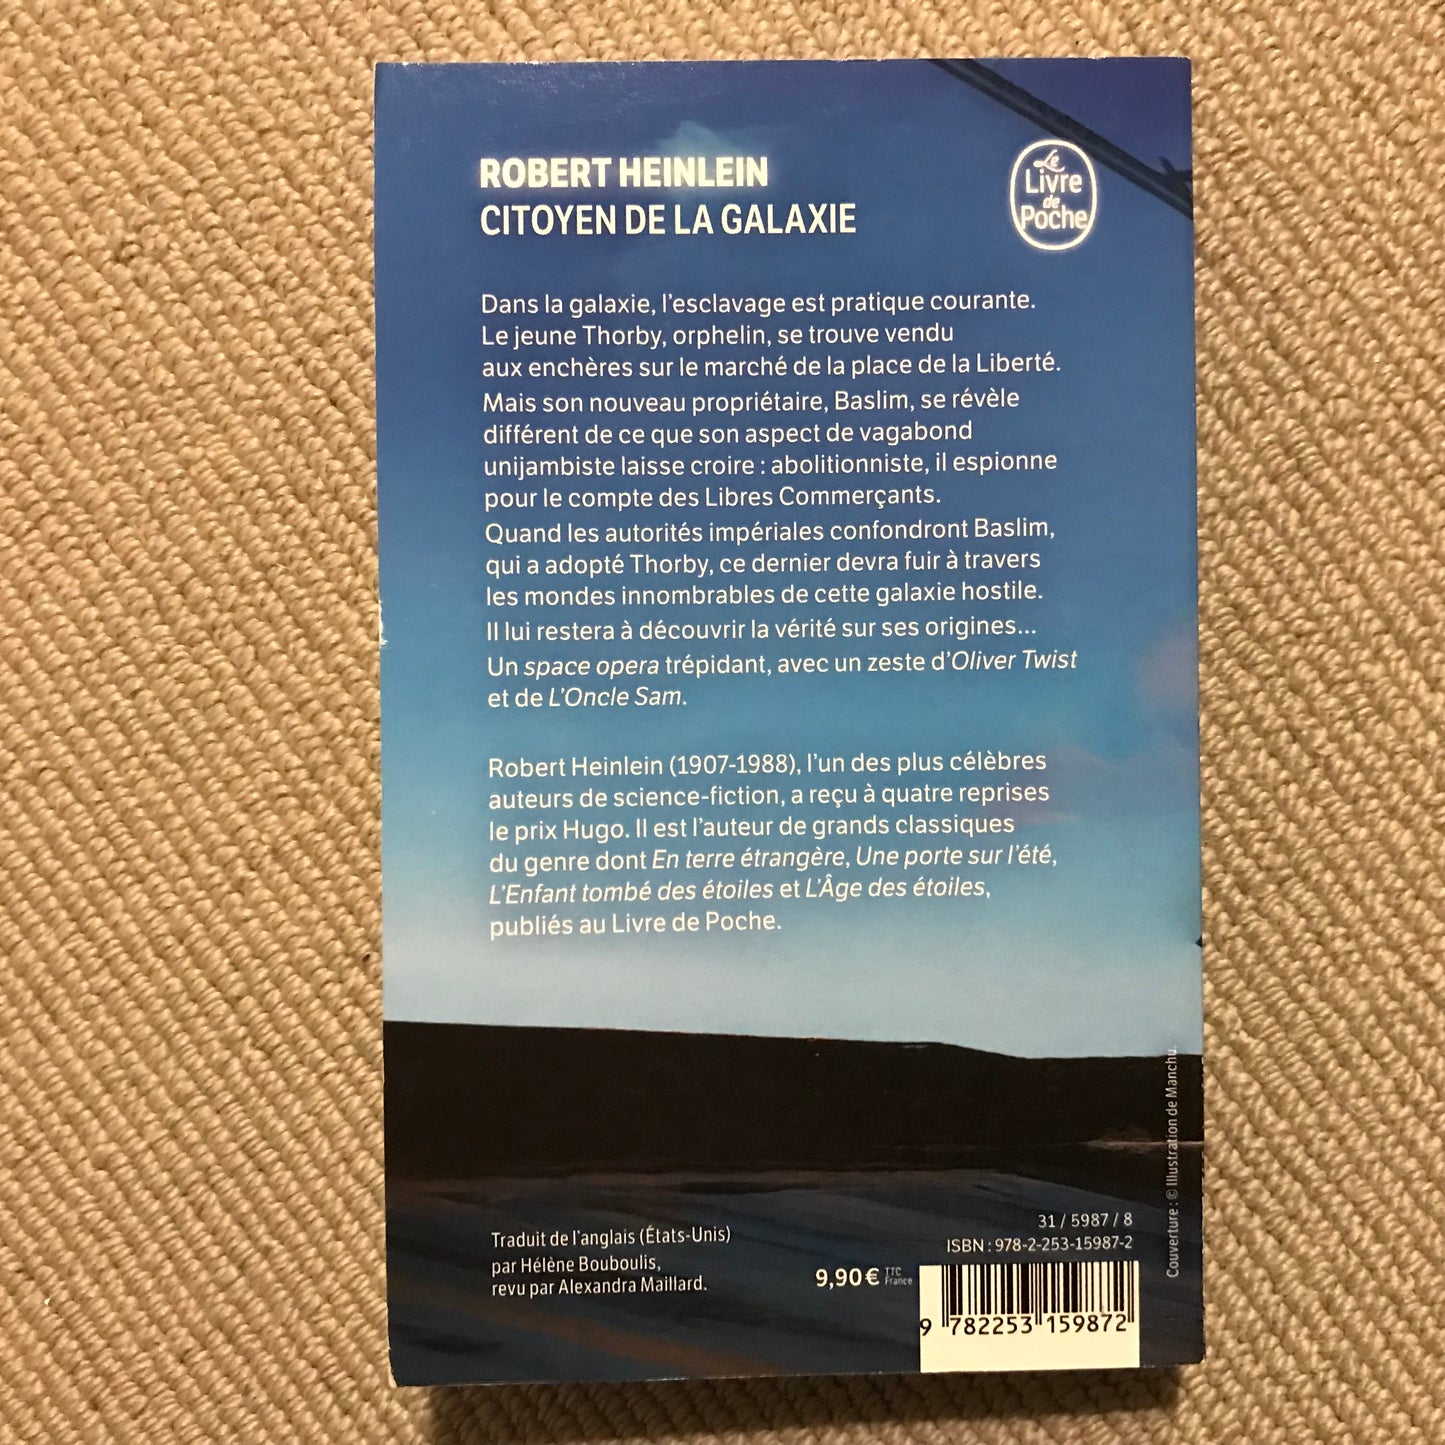 ROBERT HEINLEIN
CITOYEN DE LA GALAXIE
Le
Livre
de
Poche
Dans la galaxie, l'esclavage est pratique courante.
Le jeune Thorby, orphelin, se trouve vendu
aux enchères sur le marché de la place de la Liberté.
Mais son nouveau propriétaire, Baslim, se révèle
différent de ce que son aspect de vagabond
unijambiste laisse croire : abolitionniste, il espionne
pour le compte des Libres Commerçants.
Quand les autorités impériales confondront Baslim,
qui a adopté Thorby, ce dernier devra fuir à travers
les mondes innombrables de cette galaxie hostile.
Il lui restera à découvrir la vérité sur ses origines...
Un space opera trépidant, avec un zeste d'Oliver Twist
et de L'Oncle Sam.
Robert Heinlein (1907-1988), l'un des plus célèbres
auteurs de science-fiction, a reçu à quatre reprises
le prix Hugo. Il est l'auteur de grands classiques
du genre dont En terre étrangère, Une porte sur l'été,
L'Enfant tombé des étoiles et L'Âge des étoiles,
publiés au Livre de Poche.
Couverture : © Illustration de Manchu.
Traduit de l'anglais (États-Unis)
par Hélène Bouboulis,
revu par Alexandra Maillard.
9,90 € TTC
France
31 / 5987 / 8
ISBN : 978-2-253-15987-2
9 782253 159872